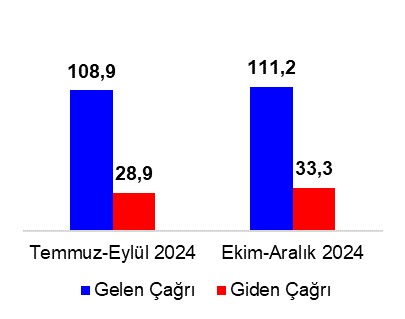 108,9
111,2
28,9
33,3
Temmuz-Eylül 2024
Ekim-Aralık 2024
Gelen Çağrı
Giden Çağrı